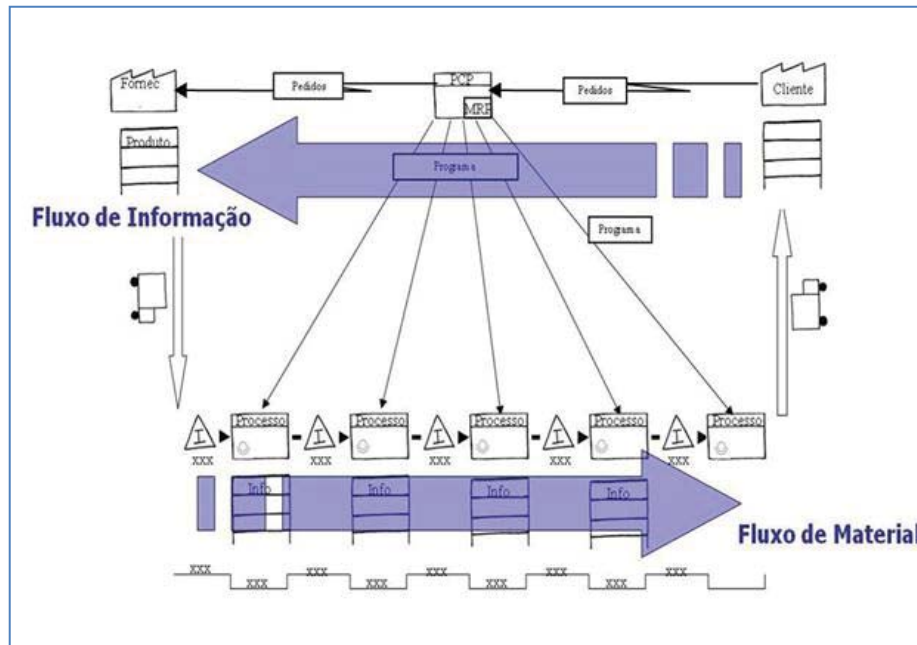 Fornec
Pedidos
PCP
MRP
Pedidos
Cliente
Produto
Programa
Fluxo de Informação
Programa
I
Processo
I
Processo
I
Processo
I
Processo
I
Processo
XXX
XXX
XXX
XXX
XXX
Info
Info
Info
Info
Fluxo de Material
XXX
XXX
XXX
XXX
XXX
XXX
XXX
XXX
XXX